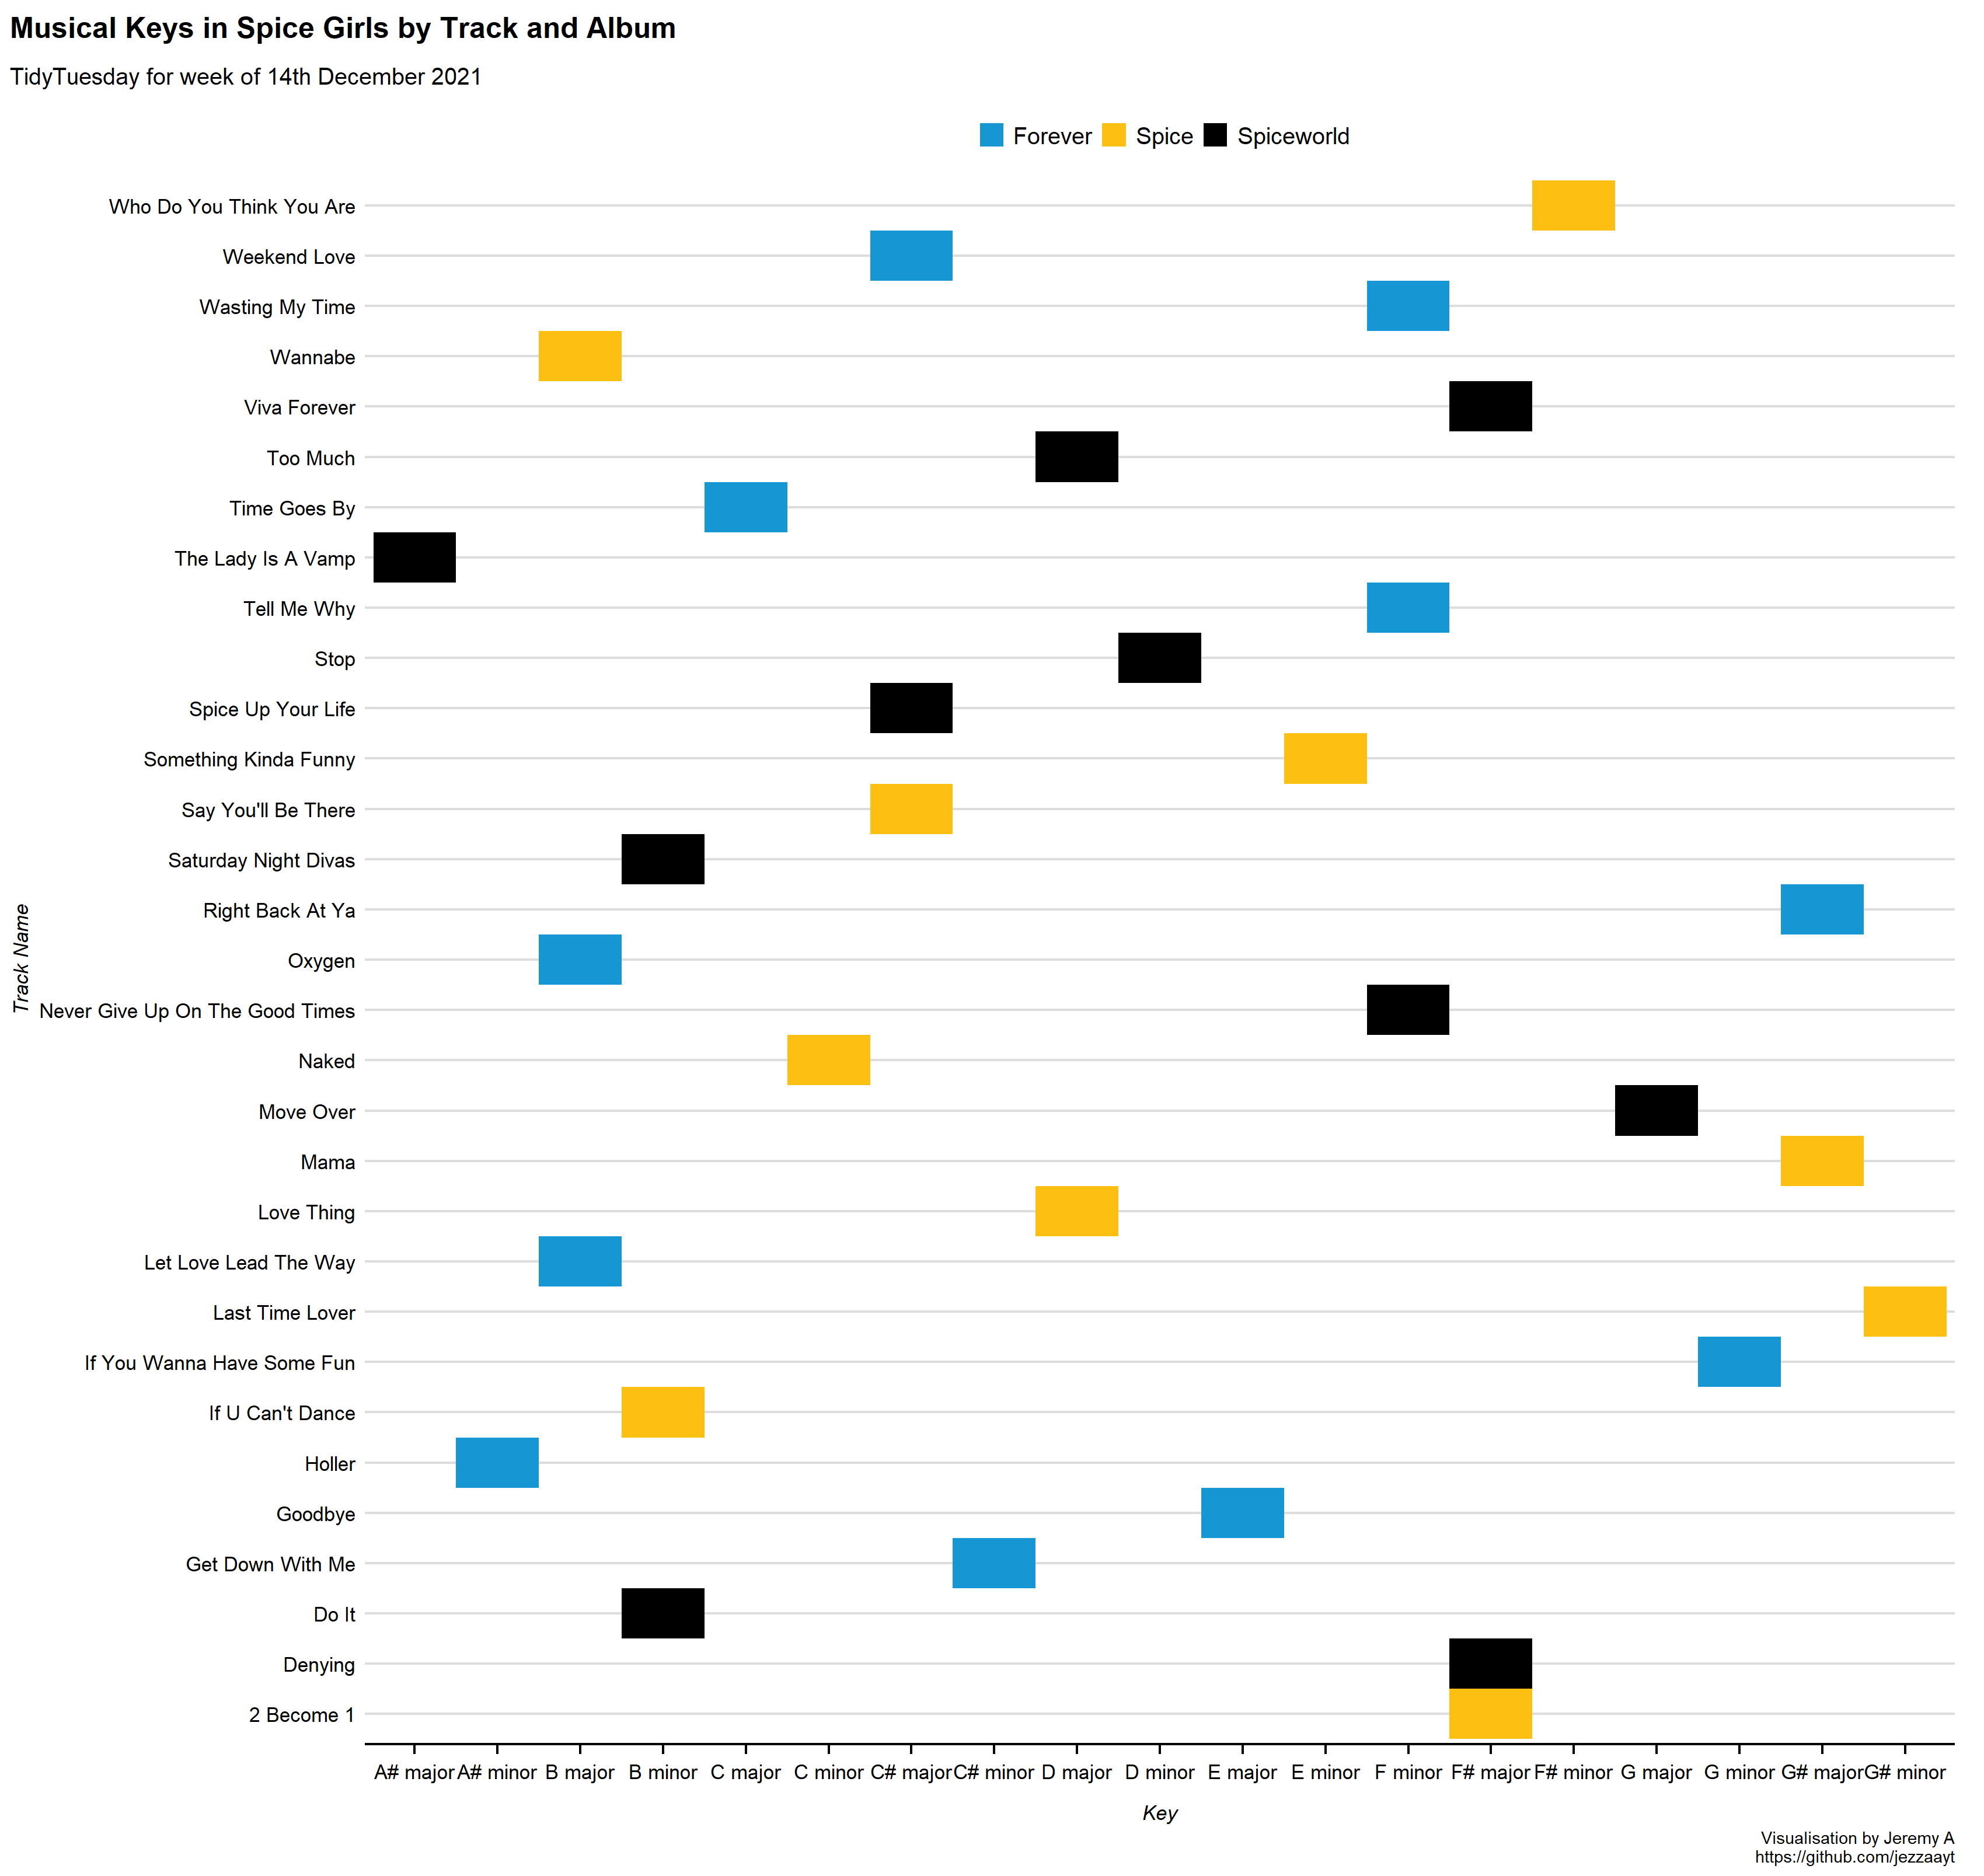 Musical Keys in Spice Girls by Track and Album
TidyTuesday for week of 14th December 2021
Forever Spice Spiceworld
Who Do You Think You Are
Weekend Love
Wasting My Time
Wannabe
Viva Forever
Too Much
Time Goes By
The Lady Is A Vamp
Tell Me Why
Stop
Spice Up Your Life
Something Kinda Funny
Say You'll Be There
Saturday Night Divas
Right Back At Ya
Oxygen
Never Give Up On The Good Times
Naked
Move Over
Mama
Love Thing
Let Love Lead The Way
Last Time Lover
If You Wanna Have Some Fun
If U Can't Dance
Holler
Goodbye
Get Down With Me
Do It
Denying
2 Become 1
Track Name
A# major A# minor B major B minor C major C minor C# major C# minor D major D minor E major E minor F minor F# major F# minor G major G minor G# major G# minor
Key
Visualisation by Jeremy A
https://github.com/jezzaayt